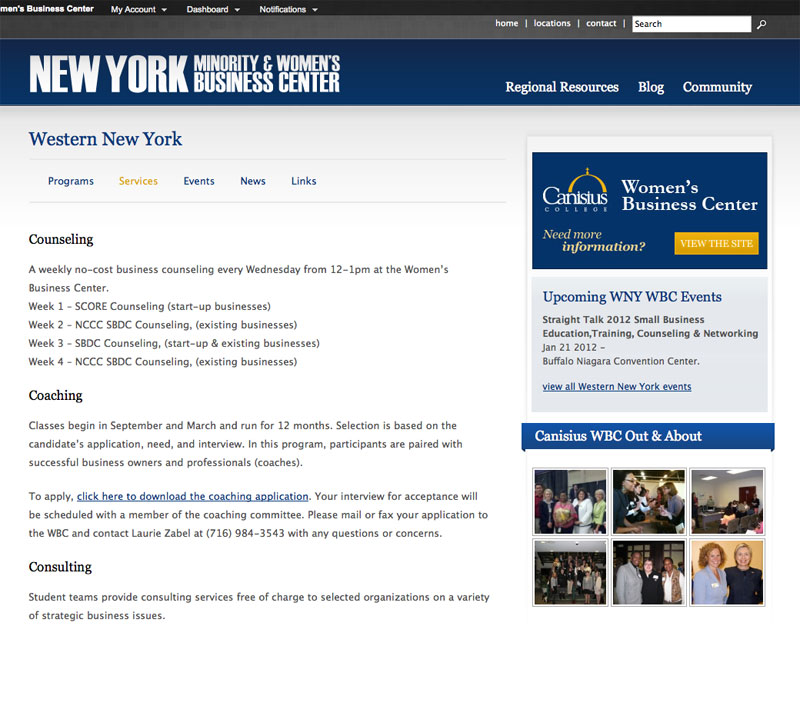 men's Business Center My Account Dashboard Notifications
home | locations | contact | Search
NEW YORK MINORITY & WOMEN'S BUSINESS CENTER
Regional Resources Blog Community
Western New York
Programs Services Events News Links
Counseling
A weekly no-cost business counseling every Wednesday from 12-1pm at the Women's
Business Center.
Week 1 - SCORE Counseling (start-up businesses)
Week 2 - NCCC SBDC Counseling, (existing businesses)
Week 3 - SBDC Counseling, (start-up & existing businesses)
Week 4 - NCCC SBDC Counseling, (existing businesses)
Coaching
Classes begin in September and March and run for 12 months. Selection is based on the
candidate's application, need, and interview. In this program, participants are paired with
successful business owners and professionals (coaches).
To apply, click here to download the coaching application. Your interview for acceptance will
be scheduled with a member of the coaching committee. Please mail or fax your application to
the WBC and contact Laurie Zabel at (716) 984-3543 with any questions or concerns.
Consulting
Student teams provide consulting services free of charge to selected organizations on a variety
of strategic business issues.
Canisius
COLLEGE
Women's
Business Center
Need more
information?
VIEW THE SITE
Upcoming WNY WBC Events
Straight Talk 2012 Small Business
Education,Training, Counseling & Networking
Jan 21 2012 -
Buffalo Niagara Convention Center.
view all Western New York events
Canisius WBC Out & About